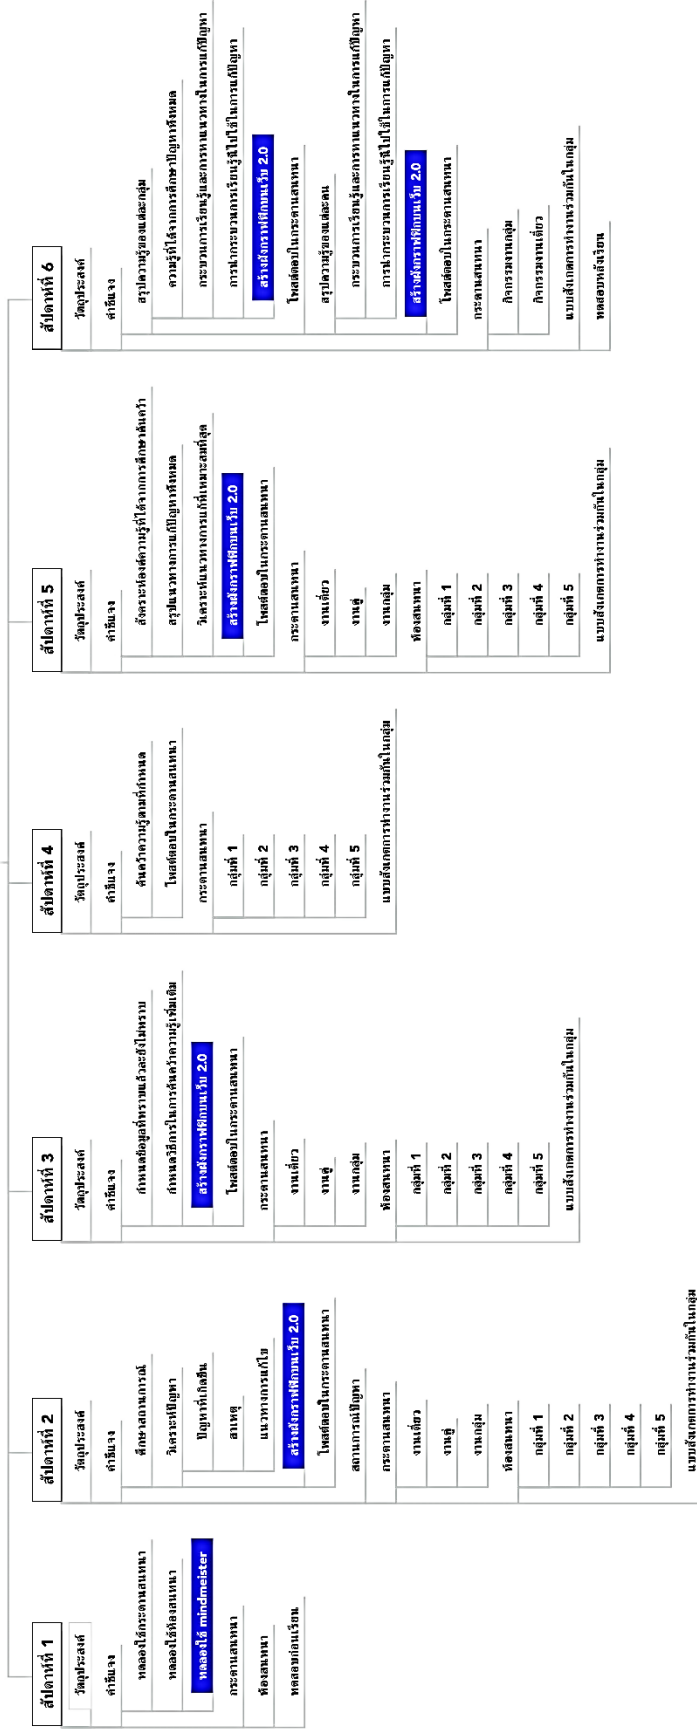 สัปดาห์ที่ 1
วัตถุประสงค์
คำชี้แจง
ทดลองใช้กระดานสนทนา
ทดลองใช้ห้องสนทนา
ทดลองใช้ mindmeister
กระดานสนทนา
ห้องสนทนา
ทดสอบก่อนเรียน
สัปดาห์ที่ 2
วัตถุประสงค์
คำชี้แจง
ศึกษาสถานการณ์
วิเคราะห์ปัญหา
ปัญหาที่เกิดขึ้น
สาเหตุ
แนวทางการแก้ไข
สร้างผังกราฟฟิกบนเว็บ 2.0
โพสต์ตอบในกระดานสนทนา
สถานการณ์ปัญหา
กระดานสนทนา
งานเดี่ยว
งานคู่
งานกลุ่ม
ห้องสนทนา
กลุ่มที่ 1
กลุ่มที่ 2
กลุ่มที่ 3
กลุ่มที่ 4
กลุ่มที่ 5
แบบสังเกตการทำงานร่วมกันในกลุ่ม
สัปดาห์ที่ 3
วัตถุประสงค์
คำชี้แจง
กำหนดข้อมูลที่ทราบแล้วและยังไม่ทราบ
กำหนดวิธีการในการค้นคว้าความรู้เพิ่มเติม
สร้างผังกราฟฟิกบนเว็บ 2.0
โพสต์ตอบในกระดานสนทนา
กระดานสนทนา
งานเดี่ยว
งานคู่
งานกลุ่ม
ห้องสนทนา
กลุ่มที่ 1
กลุ่มที่ 2
กลุ่มที่ 3
กลุ่มที่ 4
กลุ่มที่ 5
แบบสังเกตการทำงานร่วมกันในกลุ่ม
สัปดาห์ที่ 4
วัตถุประสงค์
คำชี้แจง
ค้นคว้าความรู้ตามที่กำหนด
โพสต์ตอบในกระดานสนทนา
กระดานสนทนา
กลุ่มที่ 1
กลุ่มที่ 2
กลุ่มที่ 3
กลุ่มที่ 4
กลุ่มที่ 5
แบบสังเกตการทำงานร่วมกันในกลุ่ม
สัปดาห์ที่ 5
วัตถุประสงค์
คำชี้แจง
สังเคราะห์องค์ความรู้ที่ได้จากการศึกษาค้นคว้า
สรุปแนวทางการแก้ปัญหาทั้งหมด
วิเคราะห์แนวทางการแก้ที่เหมาะสมที่สุด
สร้างผังกราฟฟิกบนเว็บ 2.0
โพสต์ตอบในกระดานสนทนา
กระดานสนทนา
งานเดี่ยว
งานคู่
งานกลุ่ม
ห้องสนทนา
กลุ่มที่ 1
กลุ่มที่ 2
กลุ่มที่ 3
กลุ่มที่ 4
กลุ่มที่ 5
แบบสังเกตการทำงานร่วมกันในกลุ่ม
สัปดาห์ที่ 6
วัตถุประสงค์
คำชี้แจง
สรุปความรู้ของแต่ละกลุ่ม
ความรู้ที่ได้จากการศึกษาปัญหาทั้งหมด
กระบวนการเรียนรู้และการหาแนวทางในการแก้ปัญหา
การนำกระบวนการเรียนรู้นี้ไปใช้ในการแก้ปัญหา
สร้างผังกราฟฟิกบนเว็บ 2.0
โพสต์ตอบในกระดานสนทนา
สรุปความรู้ของแต่ละคน
กระบวนการเรียนรู้และการหาแนวทางในการแก้ปัญหา
การนำกระบวนการเรียนรู้นี้ไปใช้ในการแก้ปัญหา
สร้างผังกราฟฟิกบนเว็บ 2.0
โพสต์ตอบในกระดานสนทนา
กระดานสนทนา
กิจกรรมงานกลุ่ม
กิจกรรมงานเดี่ยว
แบบสังเกตการทำงานร่วมกันในกลุ่ม
ทดสอบหลังเรียน